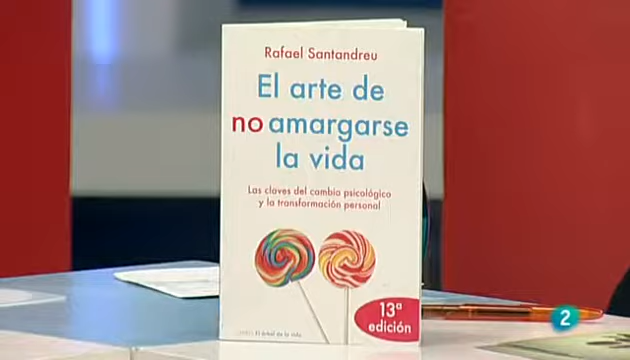 Rafael Santandreu
El arte de
no amargarse
la vida
Las claves del cambio psicológico
y la transformación personal
13ª
edición
El árbol de la vida
2